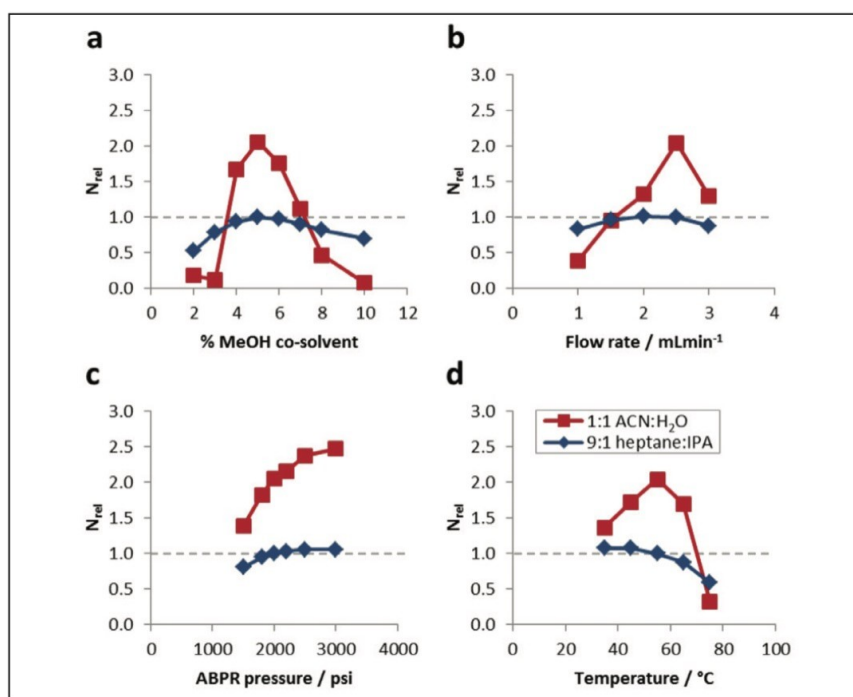 a
3.0
2.5
2.0
1.5
1.0
0.5
0.0
N_rel
0 2 4 6 8 10 12
% MeOH co-solvent
b
3.0
2.5
2.0
1.5
1.0
0.5
0.0
N_rel
0 1 2 3 4
Flow rate / mLmin⁻¹
c
3.0
2.5
2.0
1.5
1.0
0.5
0.0
N_rel
0 1000 2000 3000 4000
ABPR pressure / psi
d
3.0
2.5
2.0
1.5
1.0
0.5
0.0
N_rel
1:1 ACN:H₂O
9:1 heptane:IPA
0 20 40 60 80 100
Temperature / °C